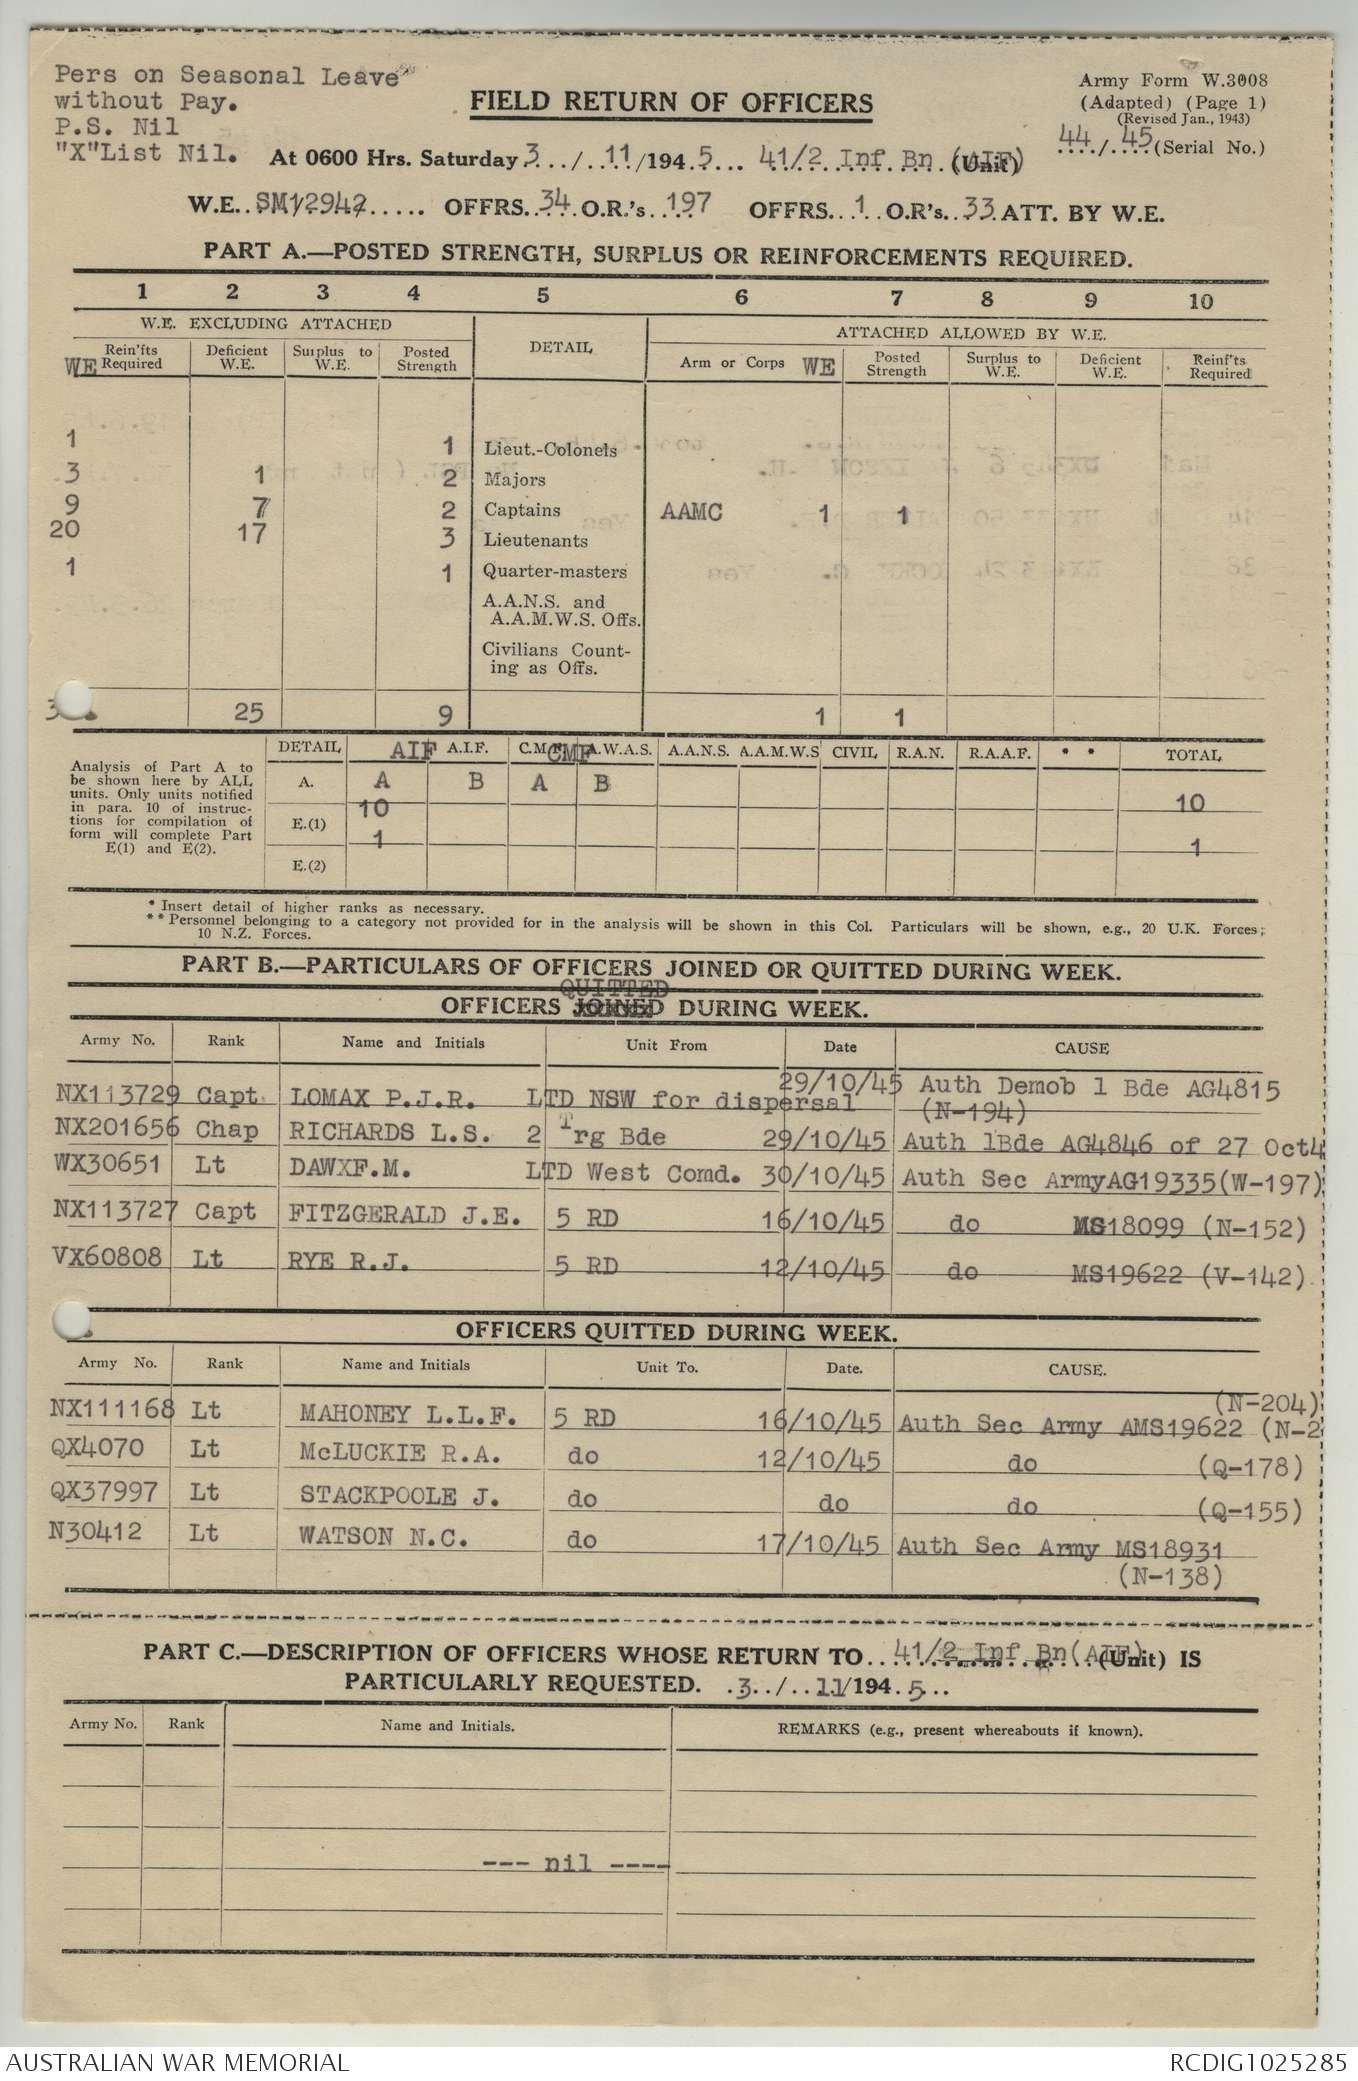 Pers on Seasonal Leave
without Pay.
P.S. Nil
"X"List Nil.
Army Form W.3008
(Adapted) (Page 1)
(Revised Jan., 1943)
44/45 (Serial No.)
FIELD RETURN OF OFFICERS
At 0600 Hrs. Saturday 3.../..11/194.5... 41/2 Inf Bn (AIF) (Unit)
W.E. SM12942..... OFFRS. 34 O.R.'s 197 OFFRS. 1 O.R's. 33 ATT. BY W.E.
PART A.—POSTED STRENGTH, SURPLUS OR REINFORCEMENTS REQUIRED.
1 2 3 4 5 6 7 8 9 10
W.E. EXCLUDING ATTACHED DETAIL ATTACHED ALLOWED BY W.E.
WE Rein'fts Required Deficient W.E. Surplus to W.E. Posted Strength Arm or Corps WE Posted Strength Surplus to W.E. Deficient W.E. Reinf'ts Required
1 1 Lieut.-Colonels
3 1 2 Majors
9 7 2 Captains AAMC 1 1
20 17 3 Lieutenants
1 1 Quarter-masters
A.A.N.S. and
A.A.M.W.S. Offs.
Civilians Count-
ing as Offs.
25 9 1 1
Analysis of Part A to
be shown here by ALL
units. Only units notified
in para. 10 of instruc-
tions for compilation of
form will complete Part
E(1) and E(2).
DETAIL AIF A.I.F. C.M.F. CMF A.W.A.S. A.A.N.S. A.A.M.W.S CIVIL R.A.N. R.A.A.F. * * TOTAL
A. A B A B
10 10
E.(1)
1 1
E.(2)
* Insert detail of higher ranks as necessary.
** Personnel belonging to a category not provided for in the analysis will be shown in this Col. Particulars will be shown, e.g., 20 U.K. Forces;
10 N.Z. Forces.
PART B.—PARTICULARS OF OFFICERS JOINED OR QUITTED DURING WEEK.
QUITTED
OFFICERS JOINED DURING WEEK.
Army No. Rank Name and Initials Unit From Date CAUSE
NX113729 Capt LOMAX P.J.R. LTD NSW for dispersal 29/10/45 Auth Demob 1 Bde AG4815
(N-194)
NX201656 Chap RICHARDS L.S. 2 Trg Bde 29/10/45 Auth 1Bde AG4846 of 27 Oct4
WX30651 Lt DAWXF.M. LTD West Comd. 30/10/45 Auth Sec ArmyAG19335(W-197)
NX113727 Capt FITZGERALD J.E. 5 RD 16/10/45 do MS18099 (N-152)
VX60808 Lt RYE R.J. 5 RD 12/10/45 do MS19622 (V-142)
OFFICERS QUITTED DURING WEEK.
Army No. Rank Name and Initials Unit To. Date. CAUSE.
(N-204)
NX111168 Lt MAHONEY L.L.F. 5 RD 16/10/45 Auth Sec Army AMS19622 (N-2
QX4070 Lt McLUCKIE R.A. do 12/10/45 do (Q-178)
QX37997 Lt STACKPOOLE J. do do do (Q-155)
N30412 Lt WATSON N.C. do 17/10/45 Auth Sec Army MS18931
(N-138)
PART C.—DESCRIPTION OF OFFICERS WHOSE RETURN TO..41/2 Inf Bn(AIF)..(Unit) IS
PARTICULARLY REQUESTED. .3../..11/194.5..
Army No. Rank Name and Initials. REMARKS (e.g., present whereabouts if known).
--- nil ----
AUSTRALIAN WAR MEMORIAL RCDIG1025285